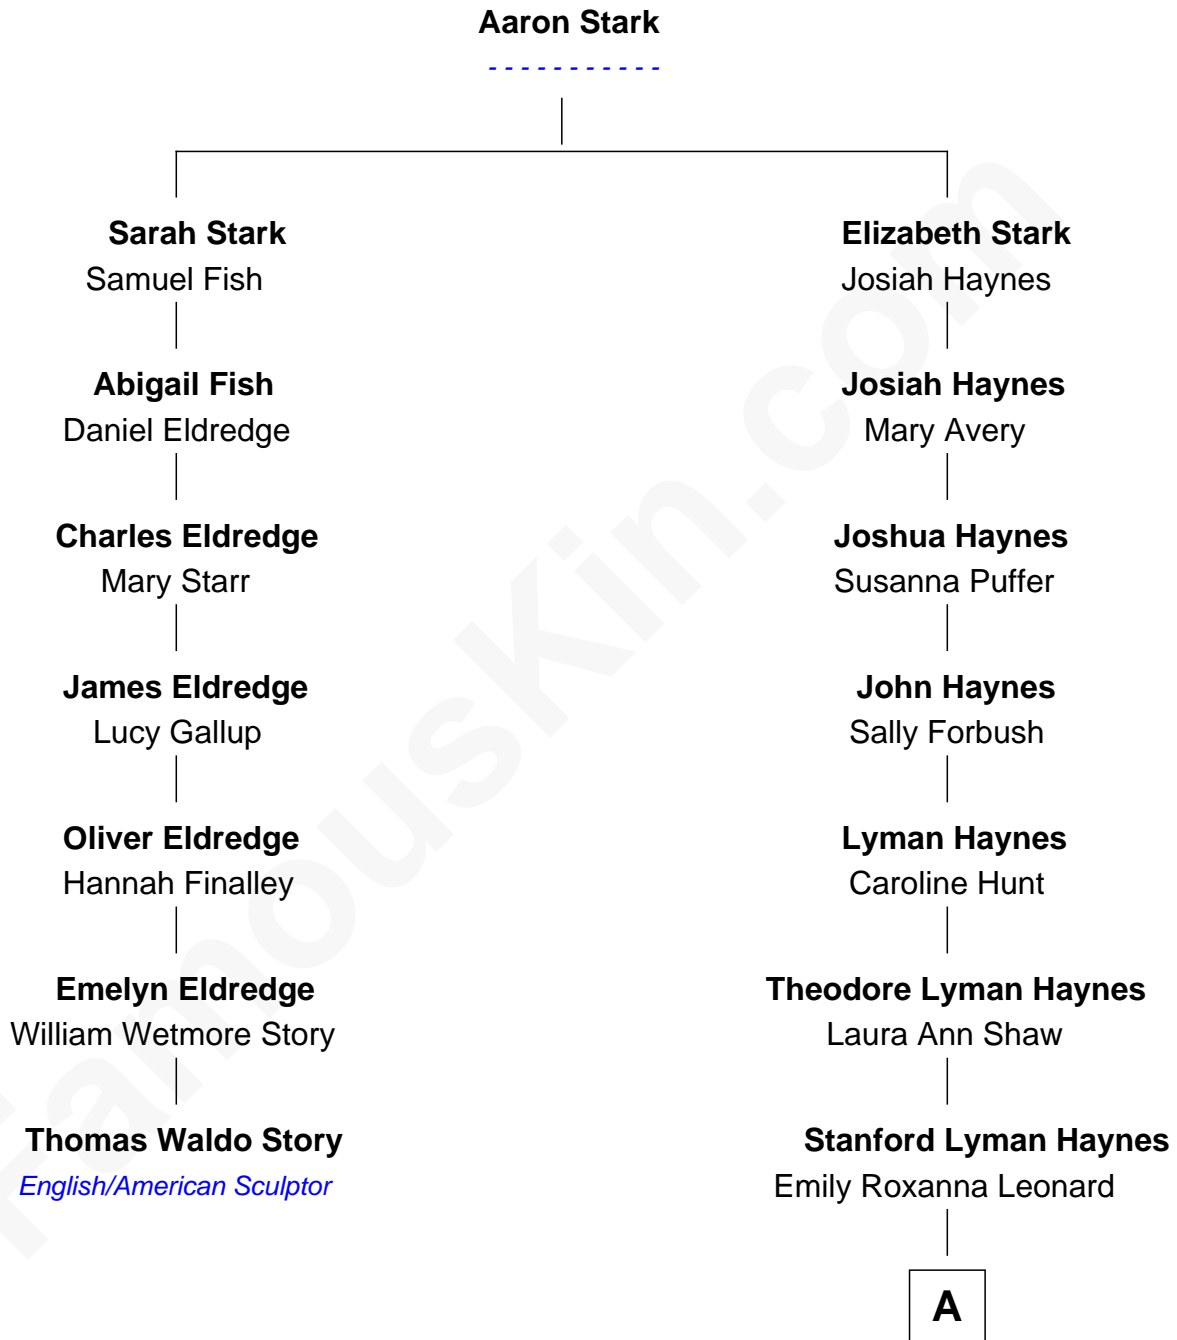 Aaron Stark
- - - - - - - - - - -
Sarah Stark
Samuel Fish
Abigail Fish
Daniel Eldredge
Charles Eldredge
Mary Starr
James Eldredge
Lucy Gallup
Oliver Eldredge
Hannah Finalley
Emelyn Eldredge
William Wetmore Story
Thomas Waldo Story
English/American Sculptor
Elizabeth Stark
Josiah Haynes
Josiah Haynes
Mary Avery
Joshua Haynes
Susanna Puffer
John Haynes
Sally Forbush
Lyman Haynes
Caroline Hunt
Theodore Lyman Haynes
Laura Ann Shaw
Stanford Lyman Haynes
Emily Roxanna Leonard
A
FamousKin.com